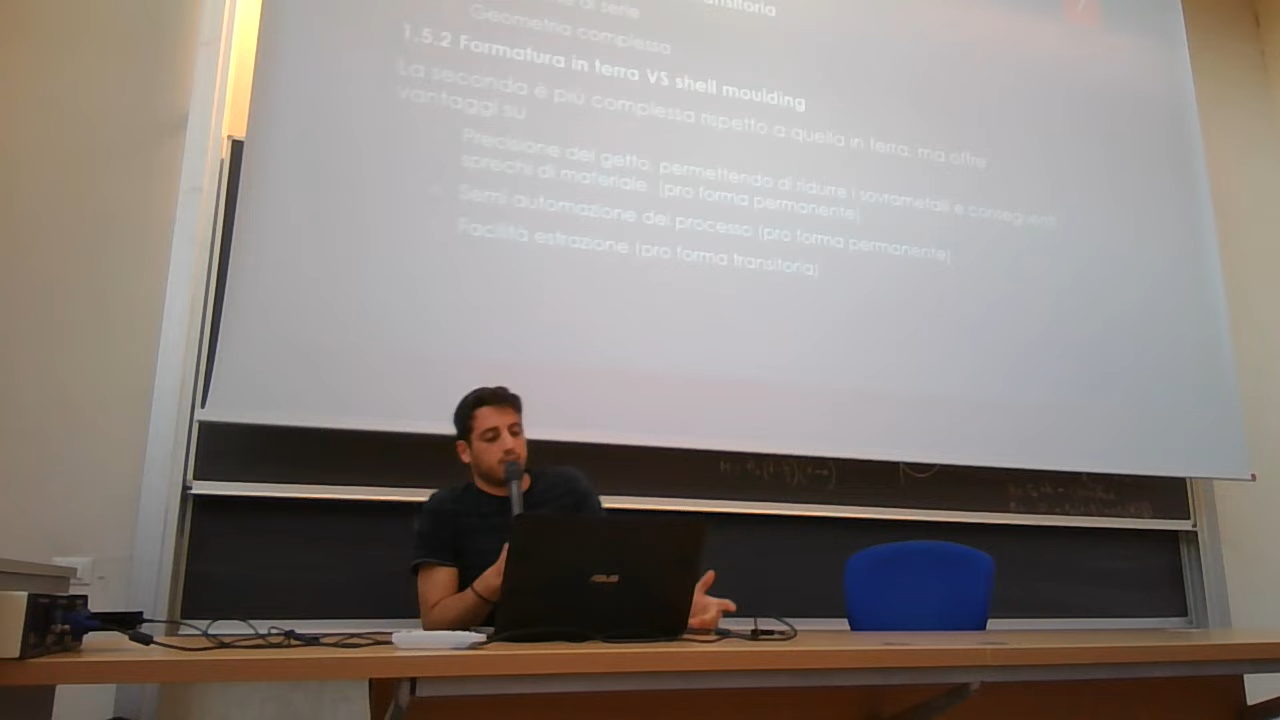 di serie
Geometria complessa
1.5.2 Formatura in terra VS shell moulding
La seconda è più complessa rispetto a quella in terra, ma offre
vantaggi su
Precisione del getto, permettendo di ridurre i sovrametalli e conseguenti
sprechi di materiale (pro forma permanente)
Semi automazione del processo (pro forma permanente)
Facilità estrazione (pro forma transitoria)
ASUS